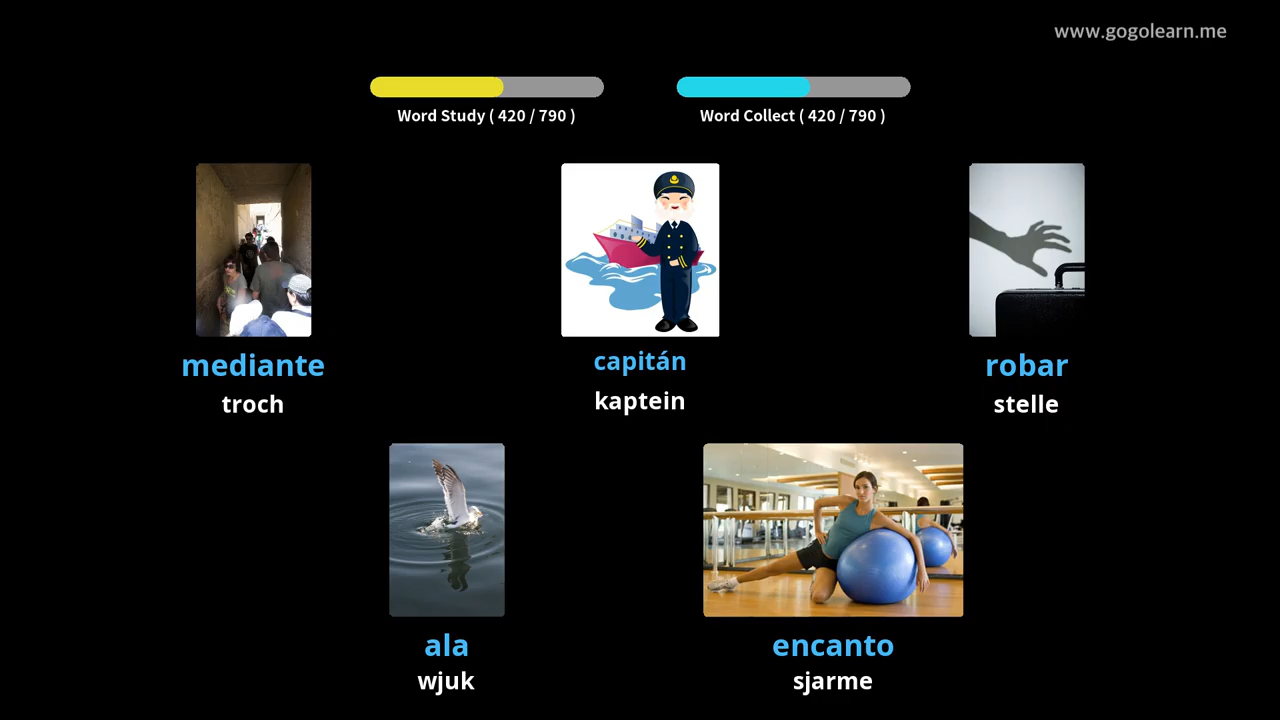 www.gogolearn.me
Word Study ( 420 / 790 )
Word Collect ( 420 / 790 )
mediante
troch
capitán
kaptein
robar
stelle
ala
wjuk
encanto
sjarme